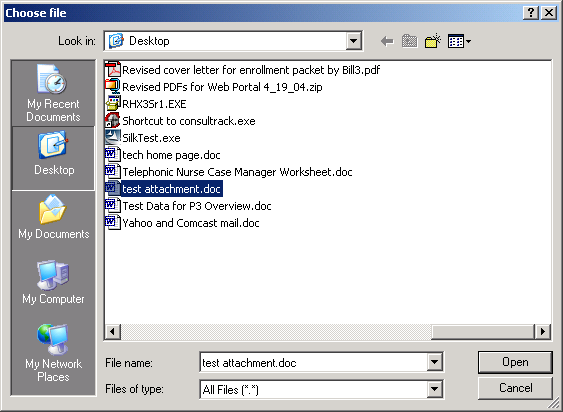 Choose file
Look in: Desktop
Revised cover letter for enrollment packet by Bill3.pdf
Revised PDFs for Web Portal 4_19_04.zip
RHX3Sr1.EXE
Shortcut to consultrack.exe
SilkTest.exe
tech home page.doc
Telephonic Nurse Case Manager Worksheet.doc
test attachment.doc
Test Data for P3 Overview.doc
Yahoo and Comcast mail.doc
My Recent
Documents
Desktop
My Documents
My Computer
My Network
Places
File name: test attachment.doc Open
Files of type: All Files (*.*) Cancel